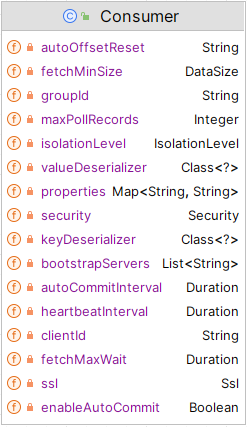 Consumer
autoOffsetReset String
fetchMinSize DataSize
groupId String
maxPollRecords Integer
isolationLevel IsolationLevel
valueDeserializer Class<?>
properties Map<String, String>
security Security
keyDeserializer Class<?>
bootstrapServers List<String>
autoCommitInterval Duration
heartbeatInterval Duration
clientId String
fetchMaxWait Duration
ssl Ssl
enableAutoCommit Boolean